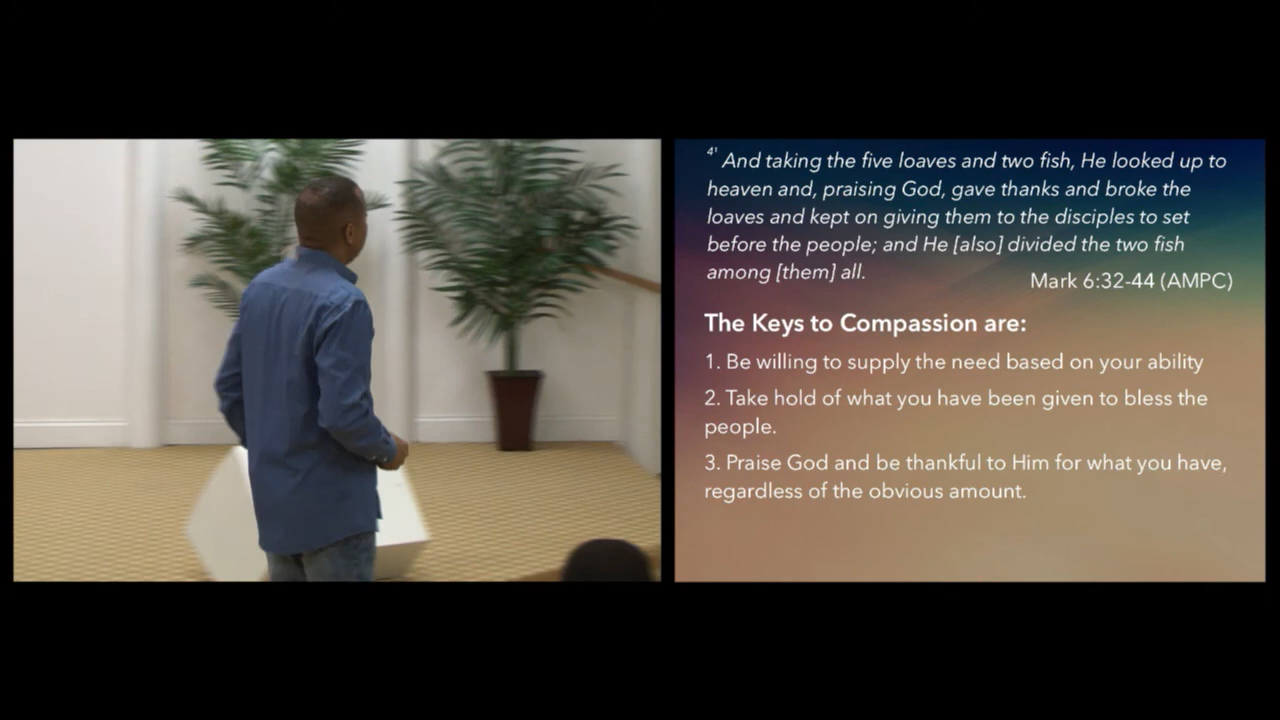 41 And taking the five loaves and two fish, He looked up to
heaven and, praising God, gave thanks and broke the
loaves and kept on giving them to the disciples to set
before the people; and He [also] divided the two fish
among [them] all.
Mark 6:32-44 (AMPC)
The Keys to Compassion are:
1. Be willing to supply the need based on your ability
2. Take hold of what you have been given to bless the
people.
3. Praise God and be thankful to Him for what you have,
regardless of the obvious amount.